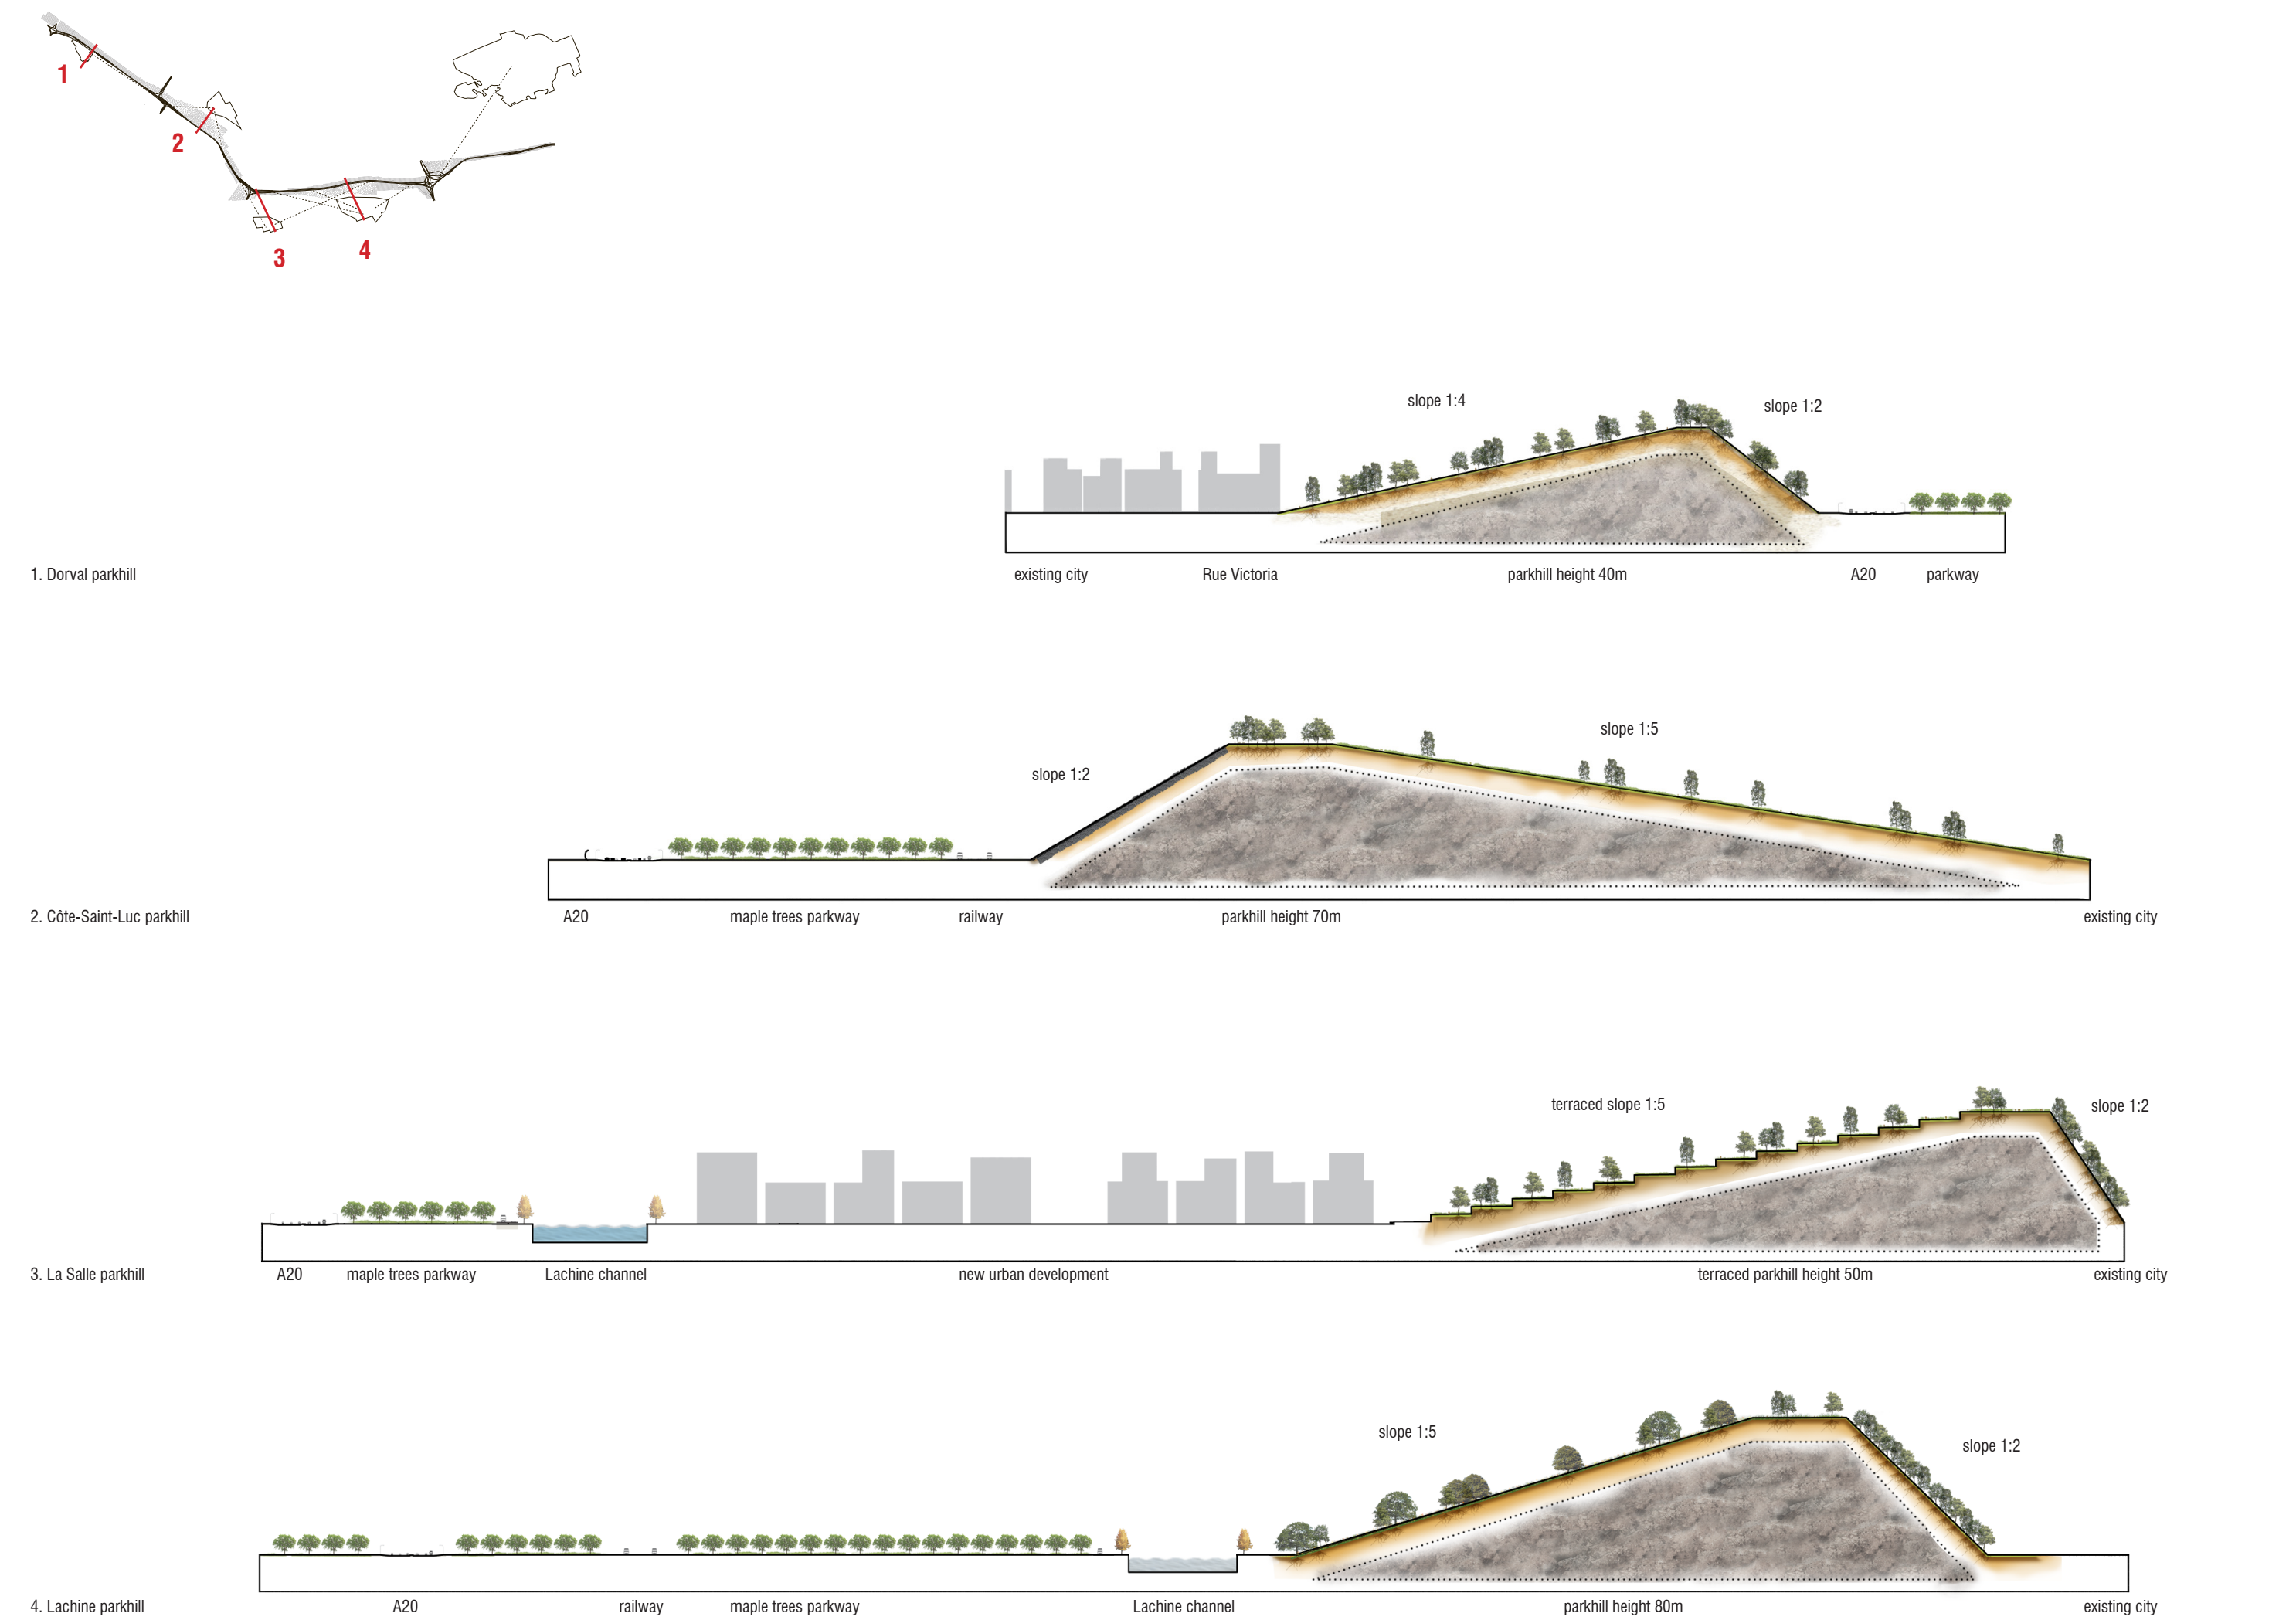 1
2
3
4
slope 1:4
slope 1:2
1. Dorval parkhill
existing city
Rue Victoria
parkhill height 40m
A20
parkway
slope 1:5
slope 1:2
2. Côte-Saint-Luc parkhill
A20
maple trees parkway
railway
parkhill height 70m
existing city
terraced slope 1:5
slope 1:2
3. La Salle parkhill
A20
maple trees parkway
Lachine channel
new urban development
terraced parkhill height 50m
existing city
slope 1:5
slope 1:2
4. Lachine parkhill
A20
railway
maple trees parkway
Lachine channel
parkhill height 80m
existing city